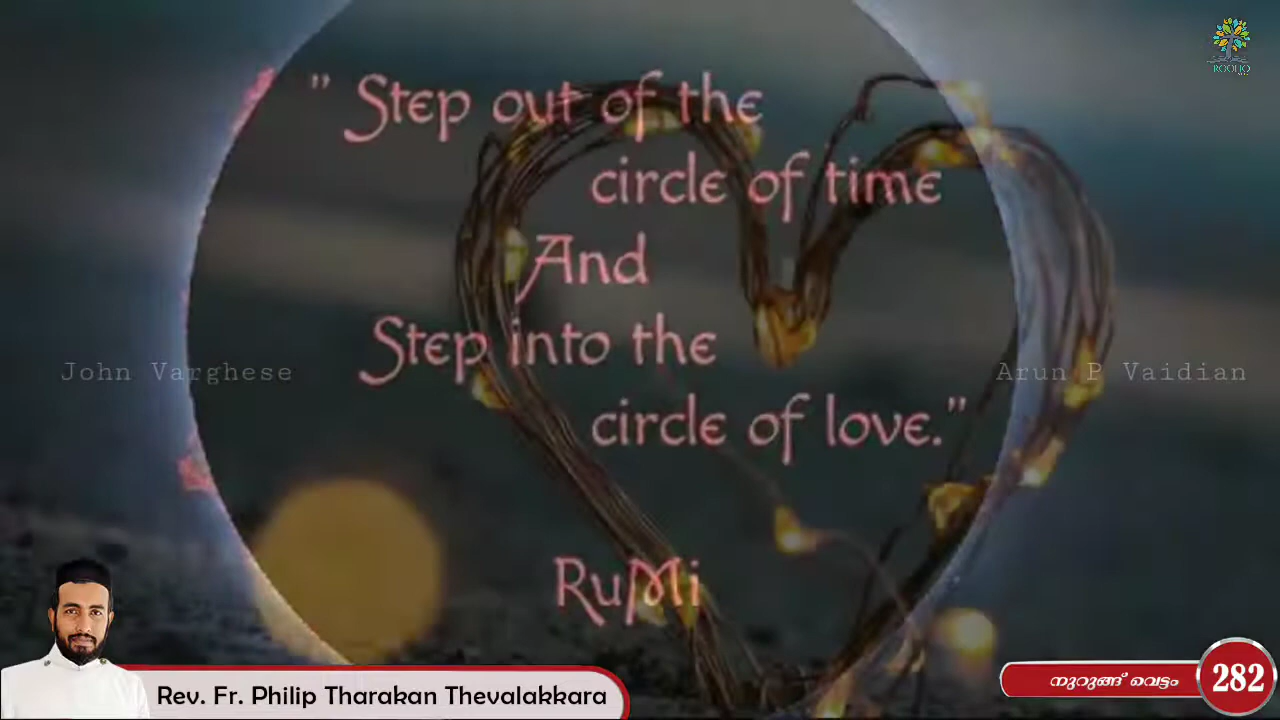 ROOHO
" Step out of the
circle of time
And
Step into the
circle of love."
John Varghese
Arun P Vaidian
RuMi
Rev. Fr. Philip Tharakan Thevalakkara
നുറുങ്ങ് വെട്ടം
282